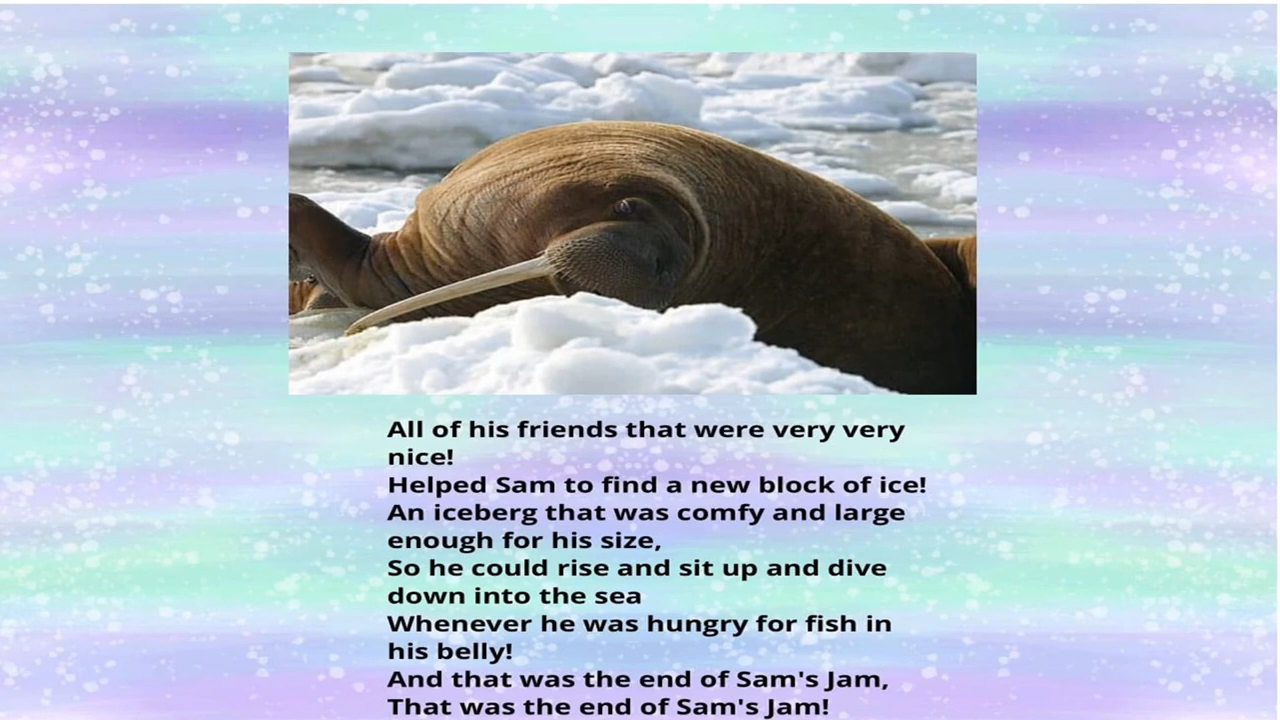 All of his friends that were very very
nice!
Helped Sam to find a new block of ice!
An iceberg that was comfy and large
enough for his size,
So he could rise and sit up and dive
down into the sea
Whenever he was hungry for fish in
his belly!
And that was the end of Sam's Jam,
That was the end of Sam's Jam!